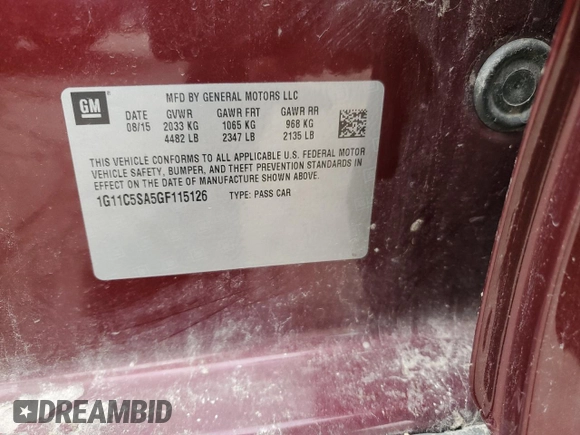 GM
MFD BY GENERAL MOTORS LLC
DATE GVWR GAWR FRT GAWR RR
08/15 2033 KG 1065 KG 968 KG
4482 LB 2347 LB 2135 LB
THIS VEHICLE CONFORMS TO ALL APPLICABLE U.S. FEDERAL MOTOR
VEHICLE SAFETY, BUMPER, AND THEFT PREVENTION STANDARDS IN
EFFECT ON THE DATE OF MANUFACTURE SHOWN ABOVE.
1G11C5SA5GF115126 TYPE: PASS CAR
DREAMBID